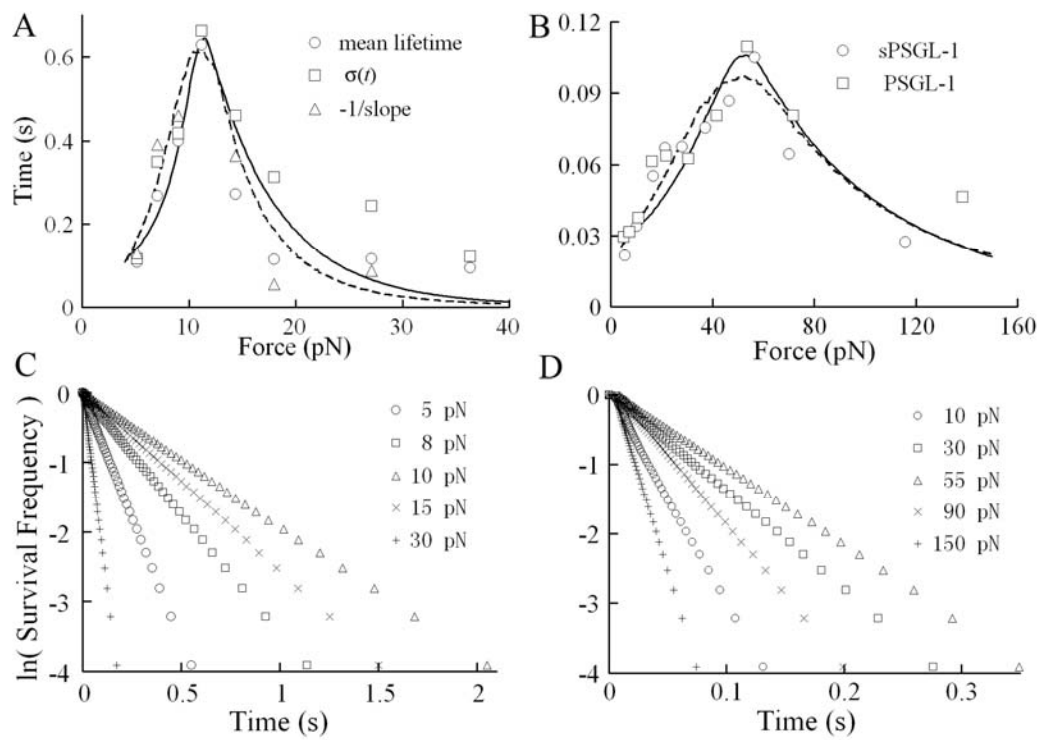 A
0.6
0.4
0.2
0
Time (s)
mean lifetime
σ(t)
-1/slope
0 10 20 30 40
Force (pN)
B
0.12
0.09
0.06
0.03
0
sPSGL-1
PSGL-1
0 40 80 120 160
Force (pN)
C
0
-1
-2
-3
-4
ln( Survival Frequency )
5 pN
8 pN
10 pN
15 pN
30 pN
0 0.5 1 1.5 2
Time (s)
D
0
-1
-2
-3
-4
10 pN
30 pN
55 pN
90 pN
150 pN
0 0.1 0.2 0.3
Time (s)